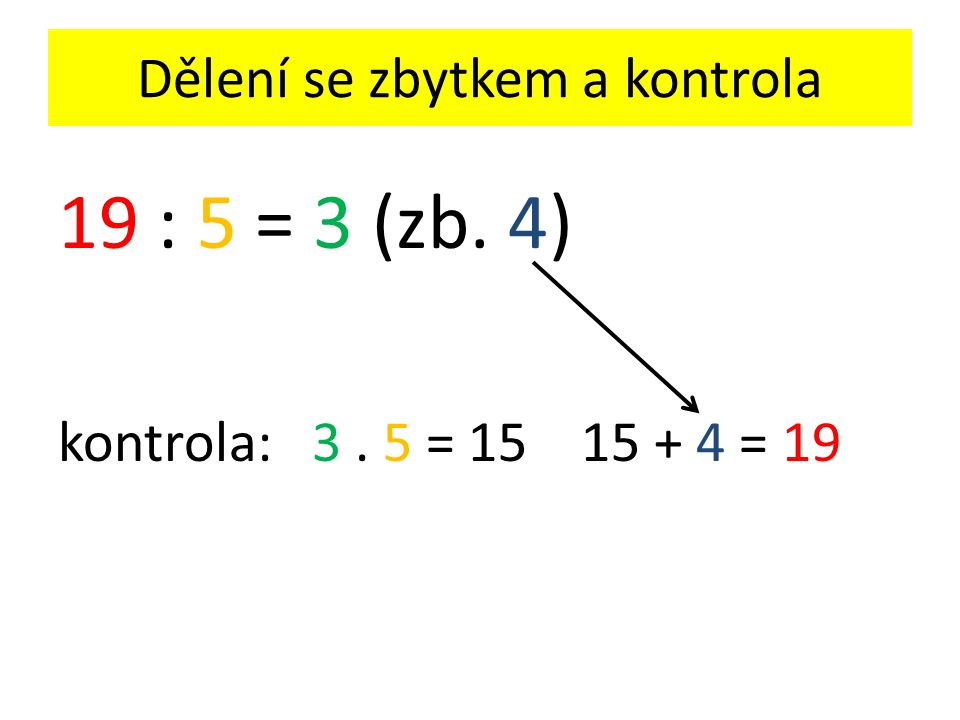 Dělení se zbytkem a kontrola
19 : 5 = 3 (zb. 4)
kontrola: 3 . 5 = 15 15 + 4 = 19